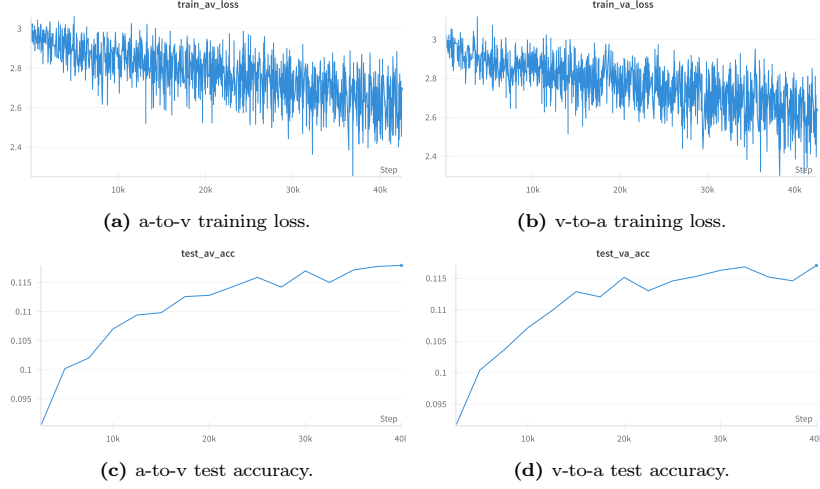 train_av_loss
3
2.8
2.6
2.4
Step
10k
20k
30k
40k
(a) a-to-v training loss.
train_va_loss
3
2.8
2.6
2.4
Step
10k
20k
30k
40k
(b) v-to-a training loss.
test_av_acc
0.115
0.11
0.105
0.1
0.095
Step
10k
20k
30k
(c) a-to-v test accuracy.
test_va_acc
0.115
0.11
0.105
0.1
0.095
Step
10k
20k
30k
(d) v-to-a test accuracy.